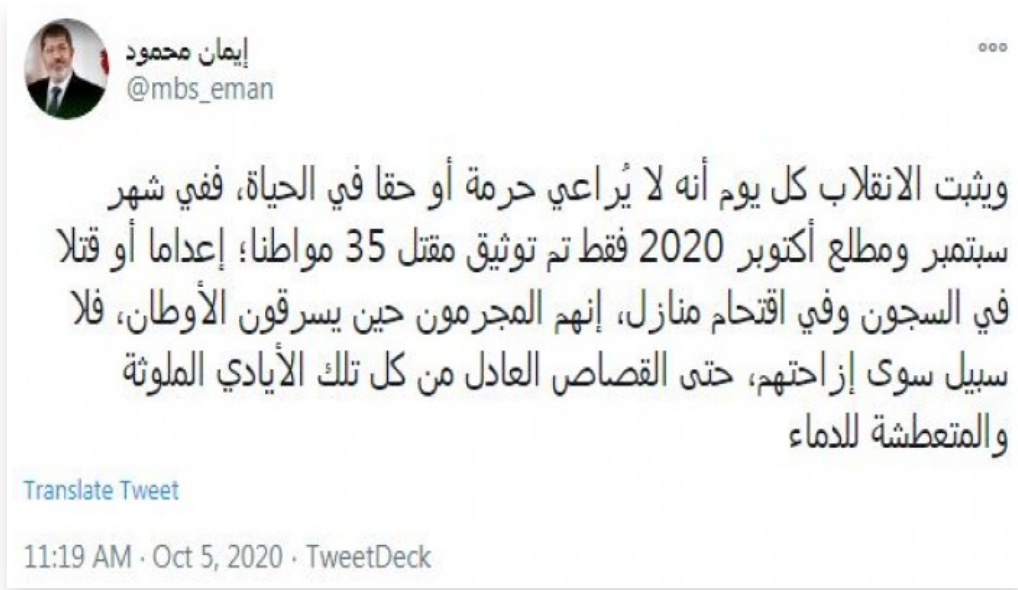 إيمان محمود
@mbs_eman
ويثبت الانقلاب كل يوم أنه لا يُراعي حرمة أو حقا في الحياة، ففي شهر
سبتمبر ومطلع أكتوبر 2020 فقط تم توثيق مقتل 35 مواطنا؛ إعداما أو قتلا
في السجون وفي اقتحام منازل، إنهم المجرمون حين يسرقون الأوطان، فلا
سبيل سوى إزاحتهم، حتى القصاص العادل من كل تلك الأيادي الملوثة
والمتعطشة للدماء
Translate Tweet
11:19 AM · Oct 5, 2020 · TweetDeck